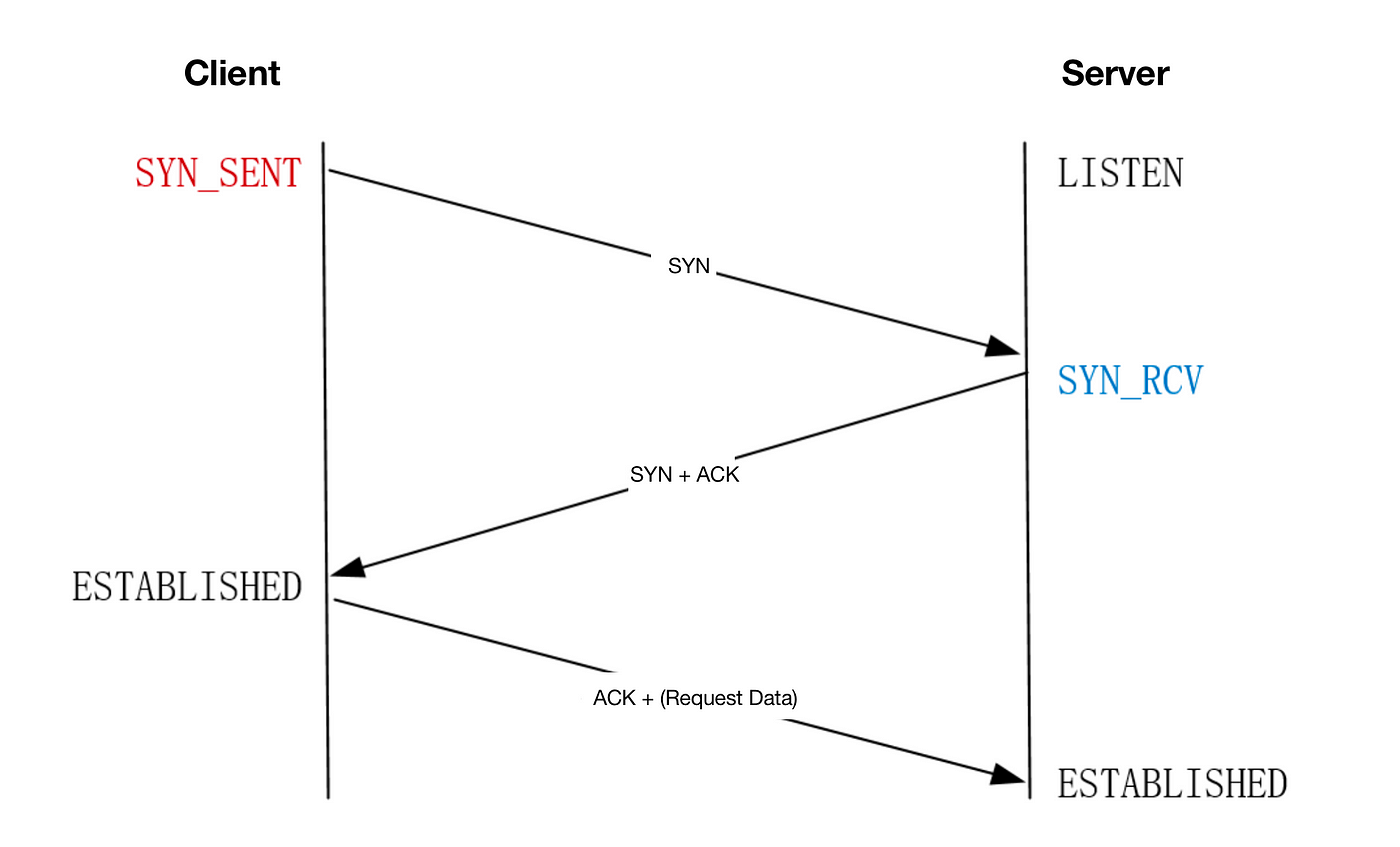 Client
Server
SYN_SENT
LISTEN
SYN
SYN_RCV
SYN + ACK
ESTABLISHED
ACK + (Request Data)
ESTABLISHED